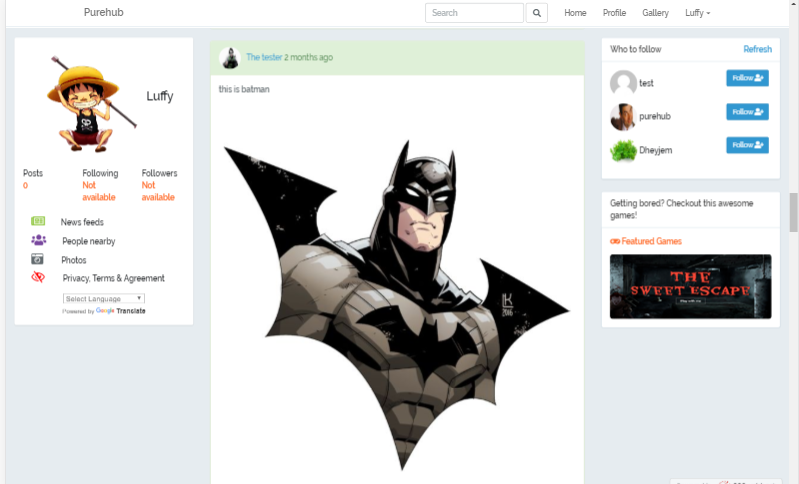 Purehub
Search
Home
Profile
Gallery
Luffy
Luffy
Posts
Following
Followers
0
Not available
Not available
News feeds
People nearby
Photos
Privacy, Terms & Agreement
Select Language
Powered by Google Translate
The tester 2 months ago
this is batman
LK
2016
Who to follow
Refresh
test
Follow
purehub
Follow
Dheyjem
Follow
Getting bored? Checkout this awesome
games!
Featured Games
THE
SWEET ESCAPE